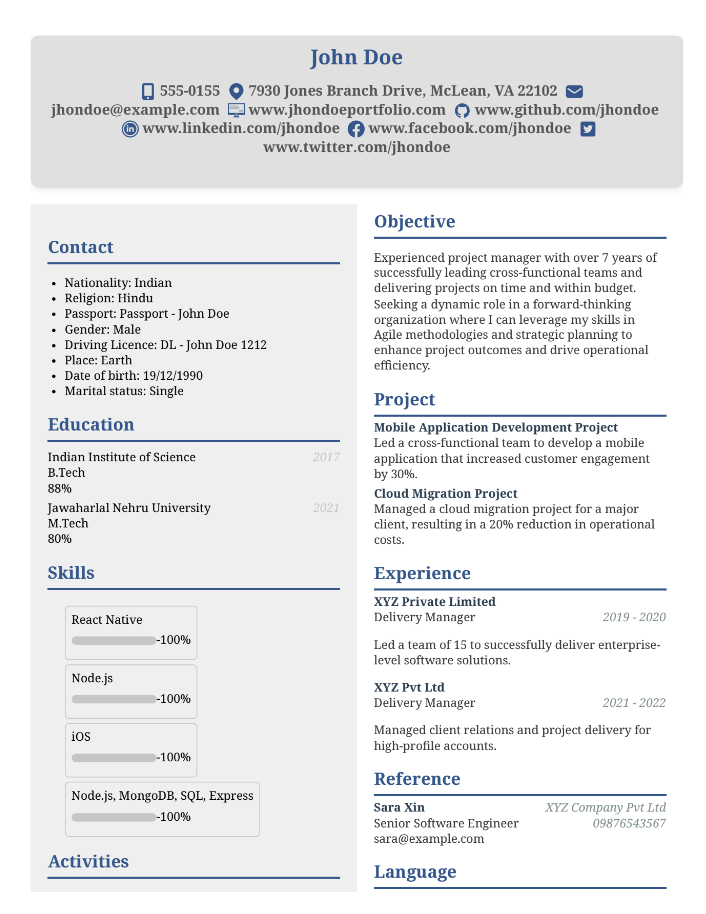 John Doe
555-0155 7930 Jones Branch Drive, McLean, VA 22102
jhondoe@example.com www.jhondoeportfolio.com www.github.com/jhondoe
www.linkedin.com/jhondoe www.facebook.com/jhondoe
www.twitter.com/jhondoe
Contact
• Nationality: Indian
• Religion: Hindu
• Passport: Passport - John Doe
• Gender: Male
• Driving Licence: DL - John Doe 1212
• Place: Earth
• Date of birth: 19/12/1990
• Marital status: Single
Education
Indian Institute of Science 2017
B.Tech
88%
Jawaharlal Nehru University 2021
M.Tech
80%
Skills
React Native
-100%
Node.js
-100%
iOS
-100%
Node.js, MongoDB, SQL, Express
-100%
Activities
Objective
Experienced project manager with over 7 years of
successfully leading cross-functional teams and
delivering projects on time and within budget.
Seeking a dynamic role in a forward-thinking
organization where I can leverage my skills in
Agile methodologies and strategic planning to
enhance project outcomes and drive operational
efficiency.
Project
Mobile Application Development Project
Led a cross-functional team to develop a mobile
application that increased customer engagement
by 30%.
Cloud Migration Project
Managed a cloud migration project for a major
client, resulting in a 20% reduction in operational
costs.
Experience
XYZ Private Limited
Delivery Manager 2019 - 2020
Led a team of 15 to successfully deliver enterprise-
level software solutions.
XYZ Pvt Ltd
Delivery Manager 2021 - 2022
Managed client relations and project delivery for
high-profile accounts.
Reference
Sara Xin XYZ Company Pvt Ltd
Senior Software Engineer 09876543567
sara@example.com
Language